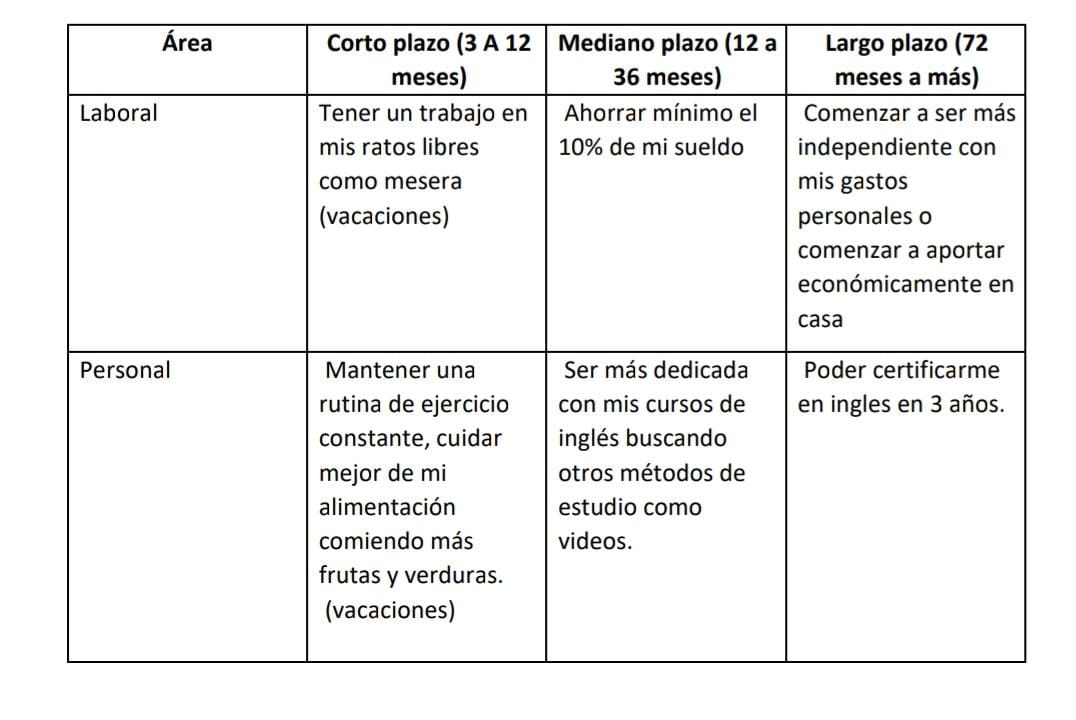 Área
Corto plazo (3 A 12
meses)
Mediano plazo (12 a
36 meses)
Largo plazo (72
meses a más)
Laboral
Tener un trabajo en
mis ratos libres
como mesera
(vacaciones)
Ahorrar mínimo el
10% de mi sueldo
Comenzar a ser más
independiente con
mis gastos
personales o
comenzar a aportar
económicamente en
casa
Personal
Mantener una
rutina de ejercicio
constante, cuidar
mejor de mi
alimentación
comiendo más
frutas y verduras.
(vacaciones)
Ser más dedicada
con mis cursos de
inglés buscando
otros métodos de
estudio como
videos.
Poder certificarme
en ingles en 3 años.